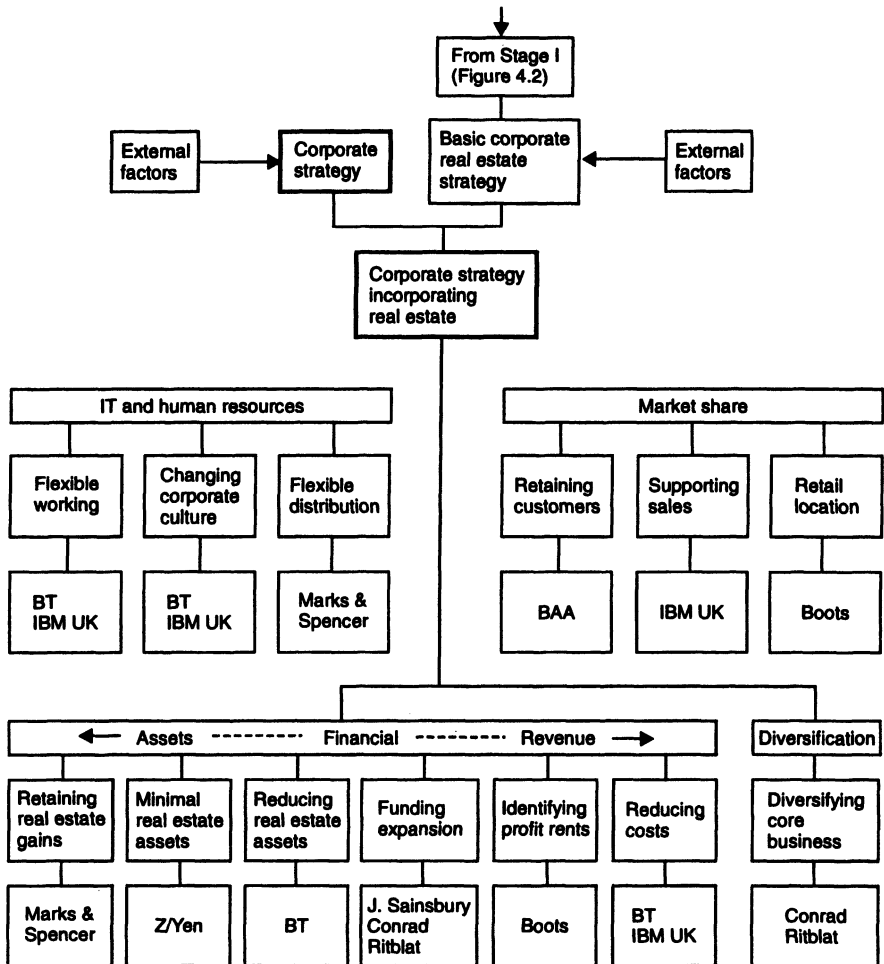 From Stage I
(Figure 4.2)
External
factors
Corporate
strategy
Basic corporate
real estate
strategy
External
factors
Corporate strategy
incorporating
real estate
IT and human resources
Flexible
working
Changing
corporate
culture
Flexible
distribution
BT
IBM UK
BT
IBM UK
Marks &
Spencer
Market share
Retaining
customers
Supporting
sales
Retail
location
BAA
IBM UK
Boots
Assets Financial Revenue
Diversification
Retaining
real estate
gains
Minimal
real estate
assets
Reducing
real estate
assets
Funding
expansion
Identifying
profit rents
Reducing
costs
Diversifying
core
business
Marks &
Spencer
Z/Yen
BT
J. Sainsbury
Conrad
Ritblat
Boots
BT
IBM UK
Conrad
Ritblat